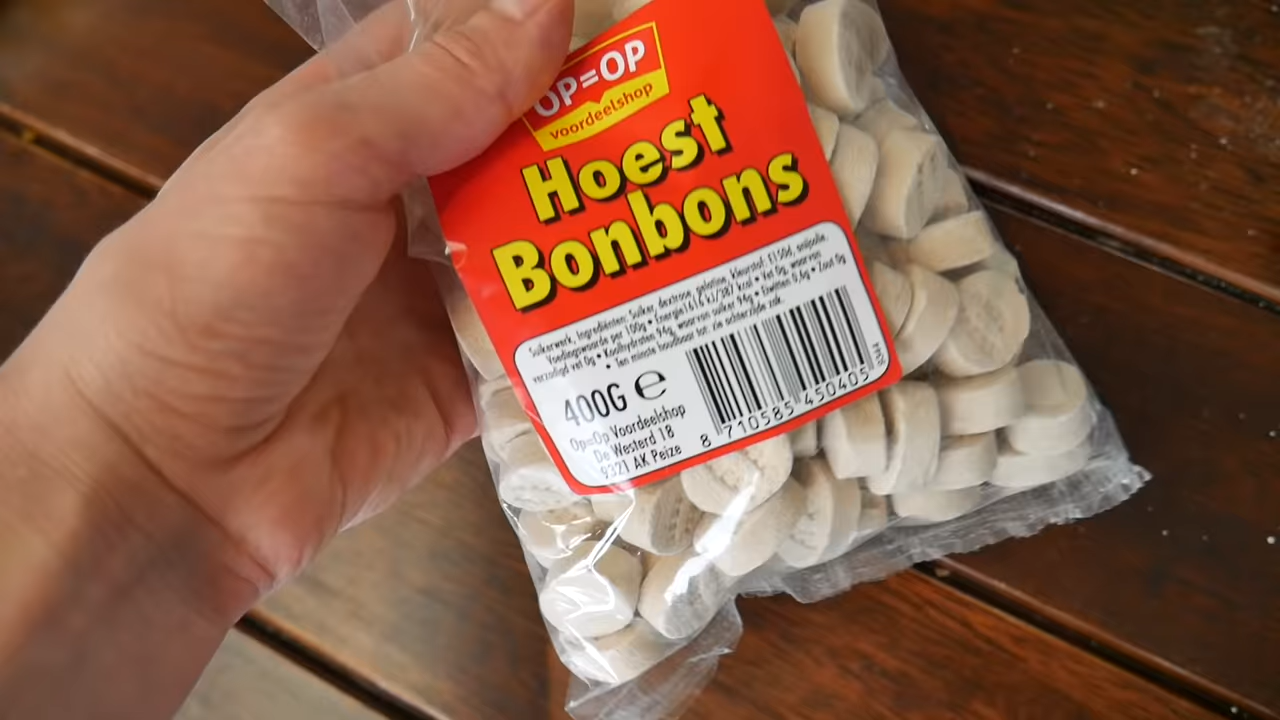 OP=OP
voordeelshop
Hoest
Bonbons
Suikerwerk, Ingrediënten: Suiker, dextrose, gelatine, kleurstof: E150d, anijsolie.
Voedingswaarde per 100g • Energie 1616 kJ/387 kcal • Vet 0g, waarvan
verzadigd vet 0g • Koolhydraten 94g, waarvan suiker 94g • Eiwitten 0,6g • Zout 0g
• Ten minste houdbaar tot: zie achterzijde zak.
400G e
Op=Op Voordeelshop
De Westerd 18
9321 AK Peize
8 710585 450405